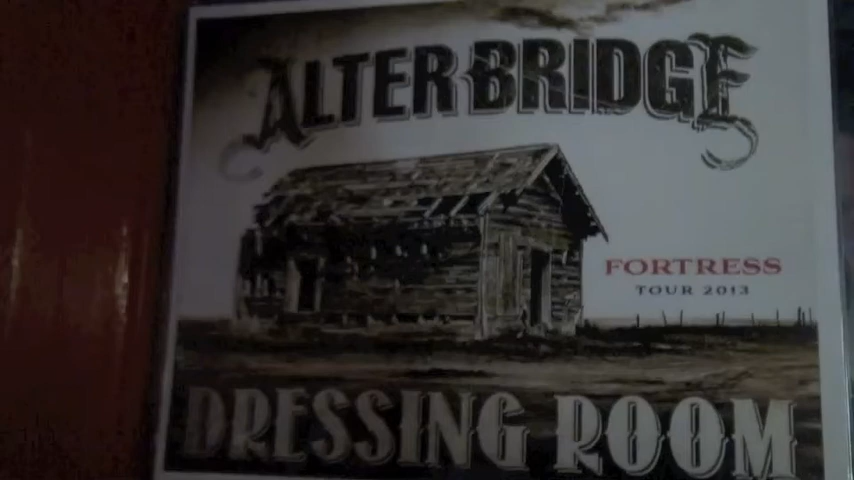 ALTER BRIDGE
FORTRESS
TOUR 2013
DRESSING ROOM